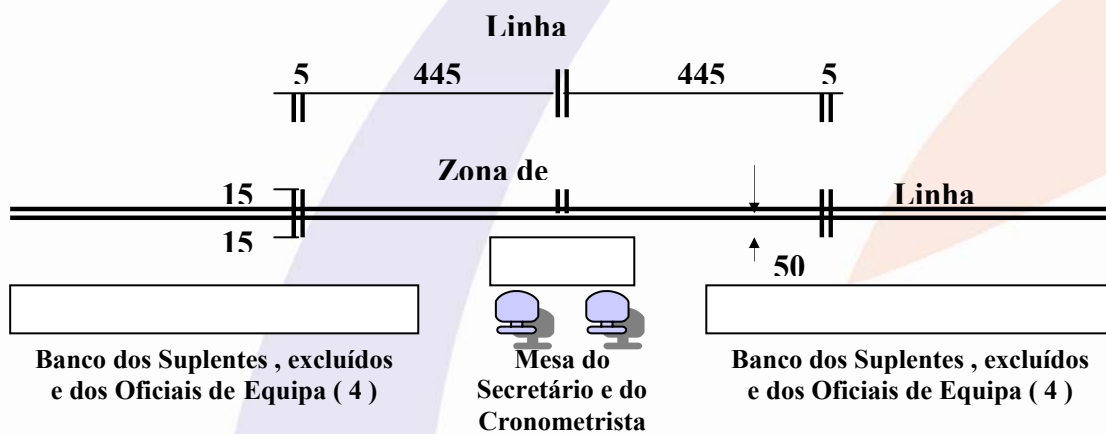 Linha
5 445 445 5
Zona de
15
Linha
15
50
Banco dos Suplentes , excluídos
e dos Oficiais de Equipa ( 4 )
Mesa do
Secretário e do
Cronometrista
Banco dos Suplentes , excluídos
e dos Oficiais de Equipa ( 4 )